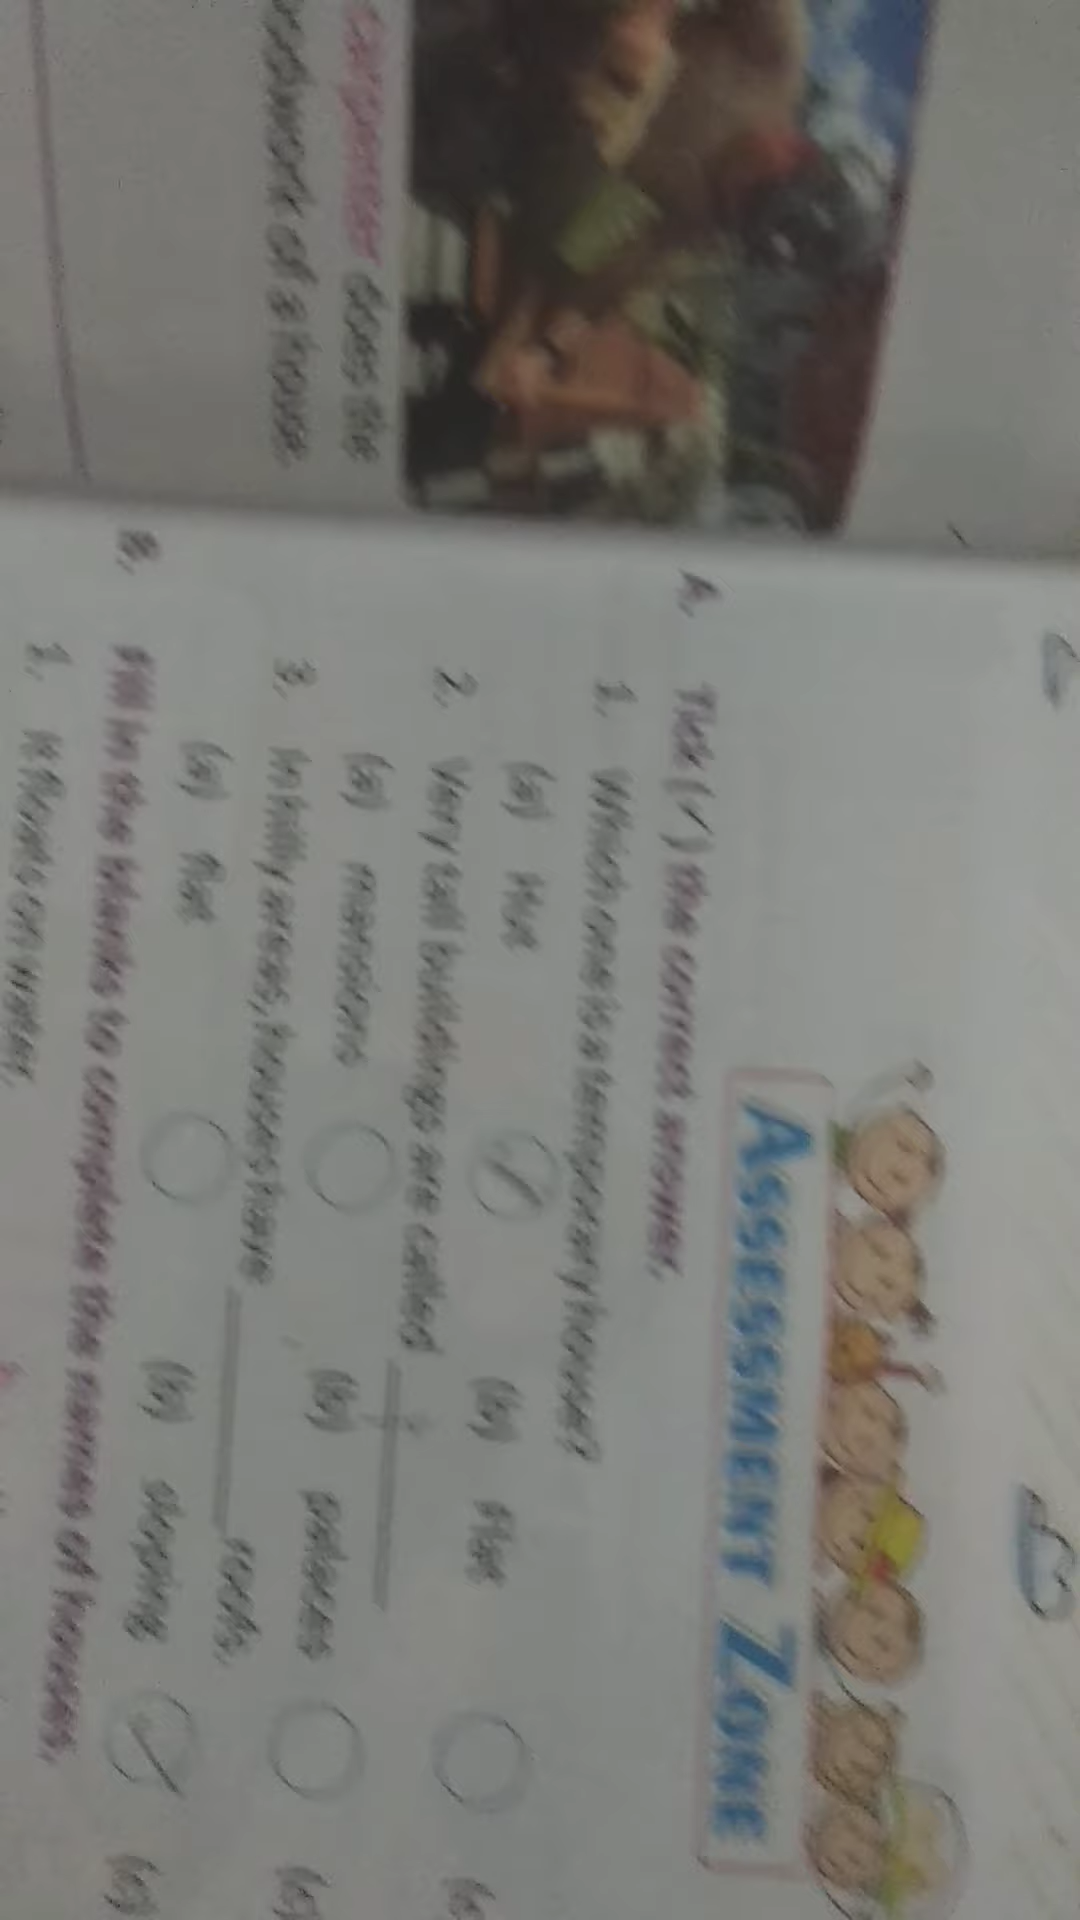 Carpenter does the
woodwork of a house.
ASSESSMENT ZONE
A. Tick (✓) the correct answer.
1. Which one is a temporary house?
(a) Hut (b) Flat
2. Very tall buildings are called
(a) mansions (b) palaces
3. In hilly areas, houses have ______ roofs.
(a) flat (b) sloping
B. Fill in the blanks to complete the names of houses.
1. It floats on water.